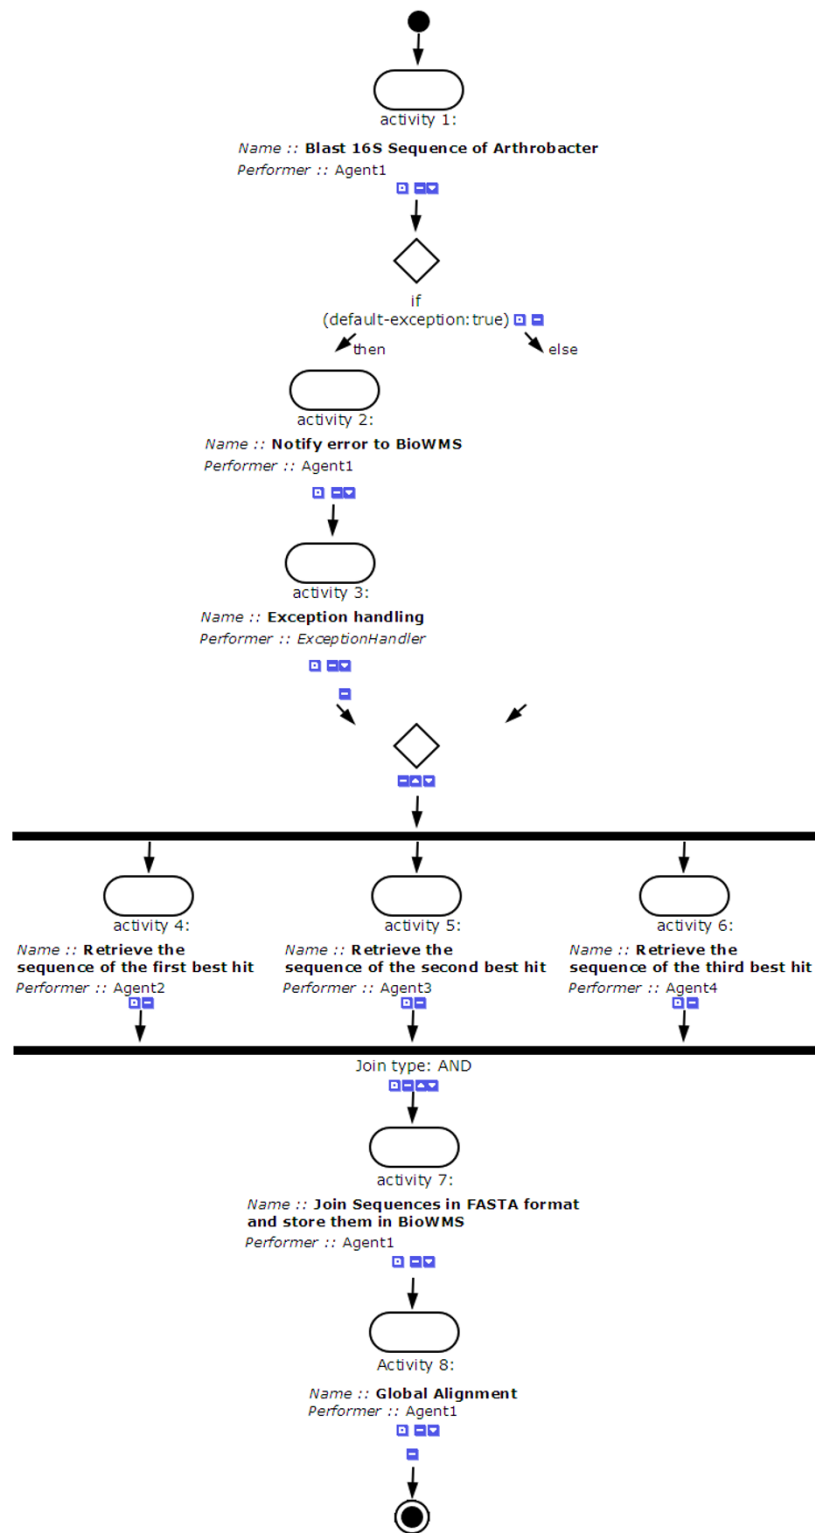 activity 1:
Name :: Blast 16S Sequence of Arthrobacter
Performer :: Agent1
if
(default-exception:true)
then
else
activity 2:
Name :: Notify error to BioWMS
Performer :: Agent1
activity 3:
Name :: Exception handling
Performer :: ExceptionHandler
activity 4:
Name :: Retrieve the
sequence of the first best hit
Performer :: Agent2
activity 5:
Name :: Retrieve the
sequence of the second best hit
Performer :: Agent3
activity 6:
Name :: Retrieve the
sequence of the third best hit
Performer :: Agent4
Join type: AND
activity 7:
Name :: Join Sequences in FASTA format
and store them in BioWMS
Performer :: Agent1
Activity 8:
Name :: Global Alignment
Performer :: Agent1